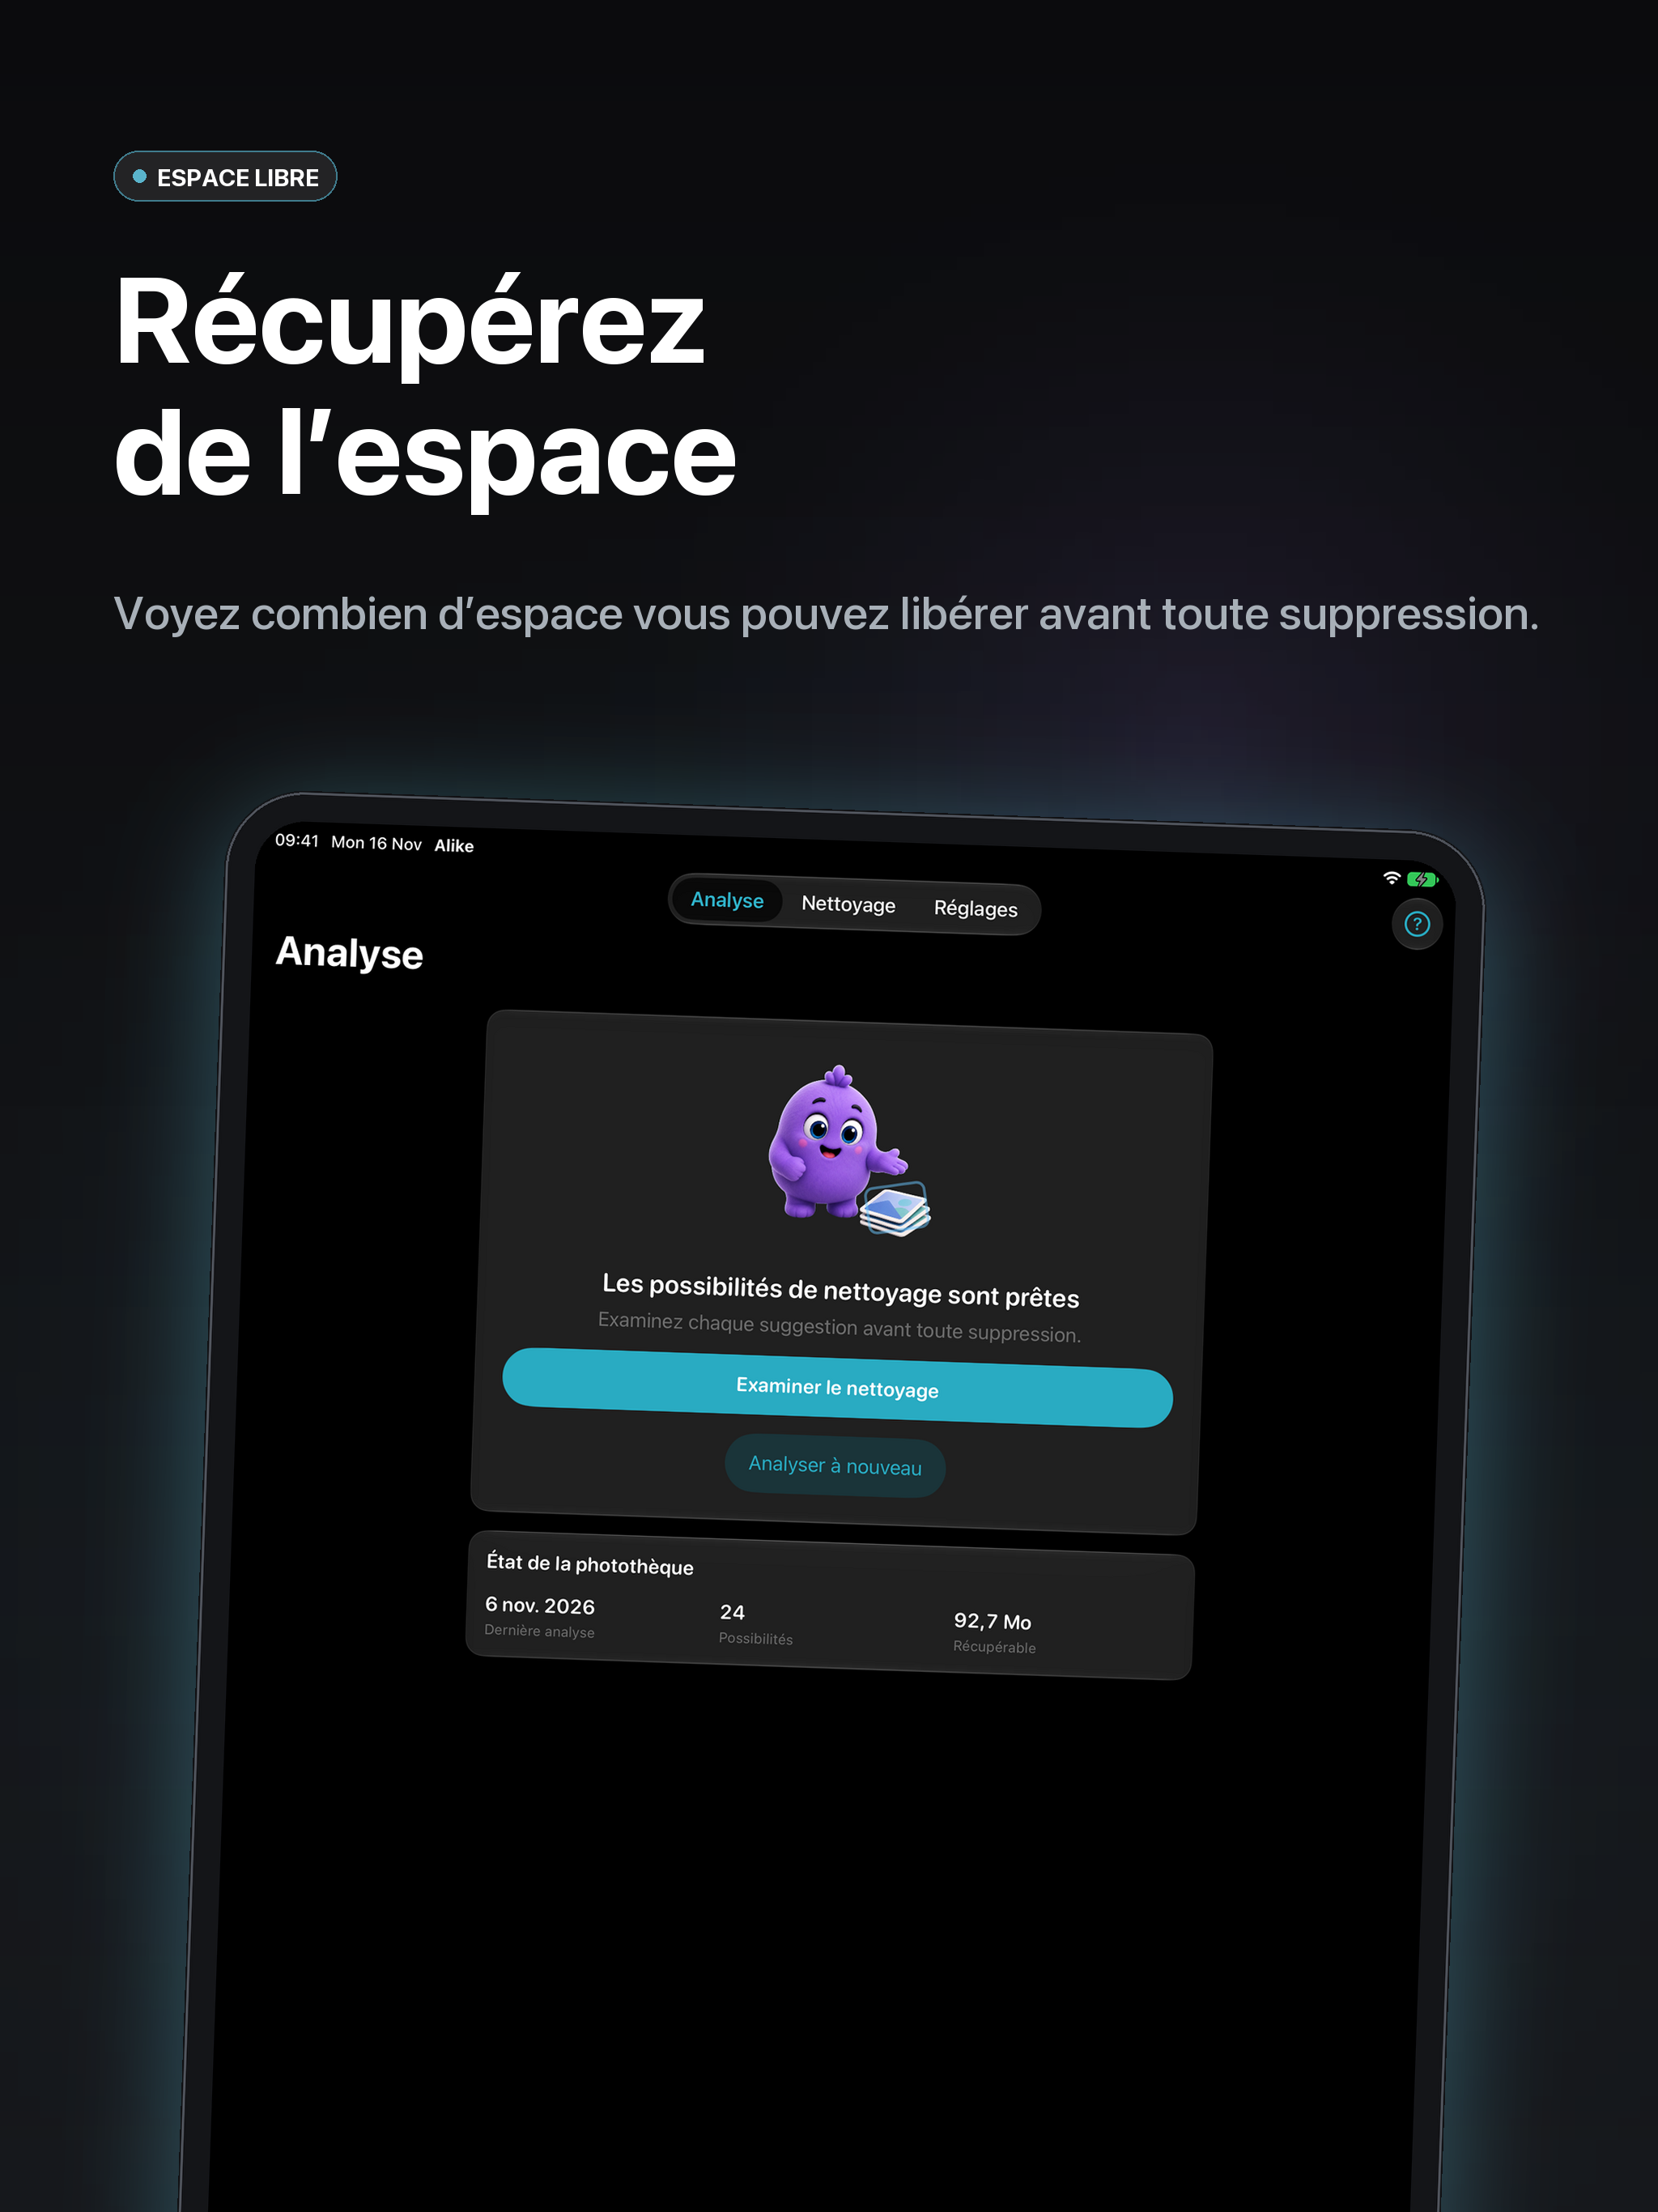 ESPACE LIBRE
Récupérez
de l’espace
Voyez combien d’espace vous pouvez libérer avant toute suppression.
09:41 Mon 16 Nov Alike
Analyse Nettoyage Réglages
?
Analyse
Les possibilités de nettoyage sont prêtes
Examinez chaque suggestion avant toute suppression.
Examiner le nettoyage
Analyser à nouveau
État de la photothèque
6 nov. 2026 24 92,7 Mo
Dernière analyse Possibilités Récupérable